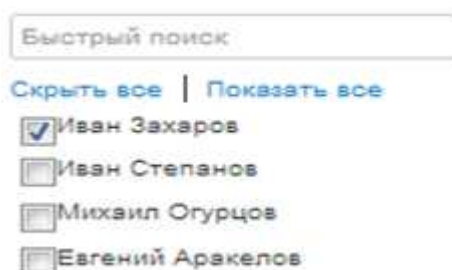 Быстрый поиск
Скрыть все | Показать все
Иван Захаров
Иван Степанов
Михаил Огурцов
Евгений Аракелов